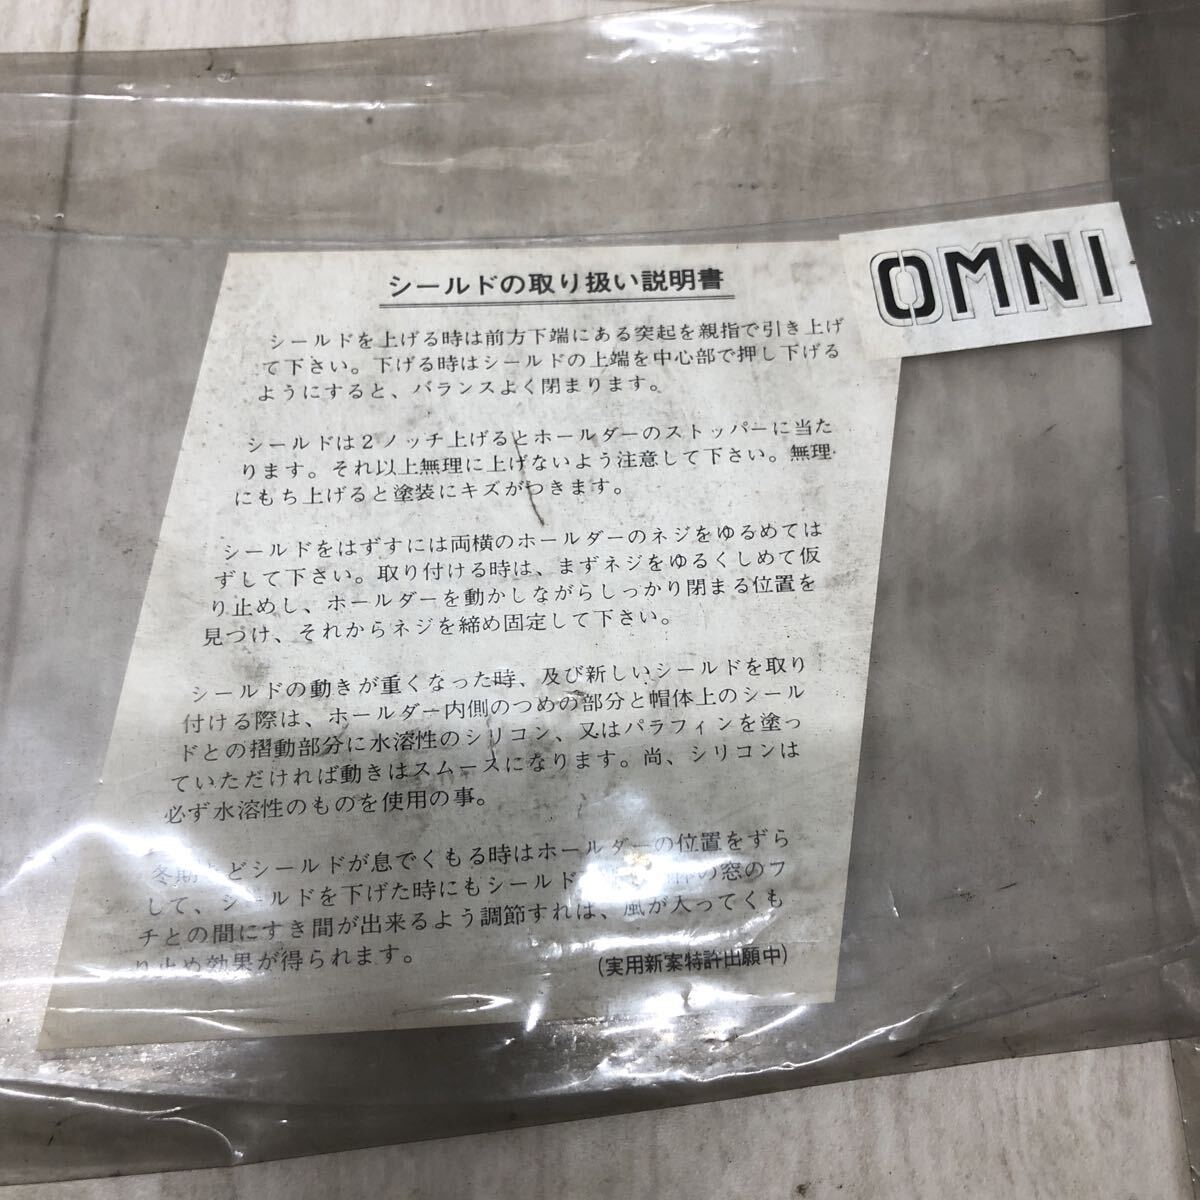 シールドの取り扱い説明書
OMNI
シールドを上げる時は前方下端にある突起を親指で引き上げ
て下さい。下げる時はシールドの上端を中心部で押し下げる
ようにすると、バランスよく閉まります。
シールドは2ノッチ上げるとホールダーのストッパーに当た
ります。それ以上無理に上げないよう注意して下さい。無理
にもち上げると塗装にキズがつきます。
シールドをはずすには両横のホールダーのネジをゆるめては
ずして下さい。取り付ける時は、まずネジをゆるくしめて仮
り止めし、ホールダーを動かしながらしっかり閉まる位置を
見つけ、それからネジを締め固定して下さい。
シールドの動きが重くなった時、及び新しいシールドを取り
付ける際は、ホールダー内側のつめの部分と帽体上のシール
ドとの摺動部分に水溶性のシリコン、又はパラフィンを塗っ
ていただければ動きはスムースになります。尚、シリコンは
必ず水溶性のものを使用の事。
冬期 どシールドが息でくもる時はホールダーの位置をずら
して、シールドを下げた時にもシールド の窓のフ
チとの間にすき間が出来るよう調節すれは、風が入ってくも
り止め効果が得られます。
(実用新案特許出願中)